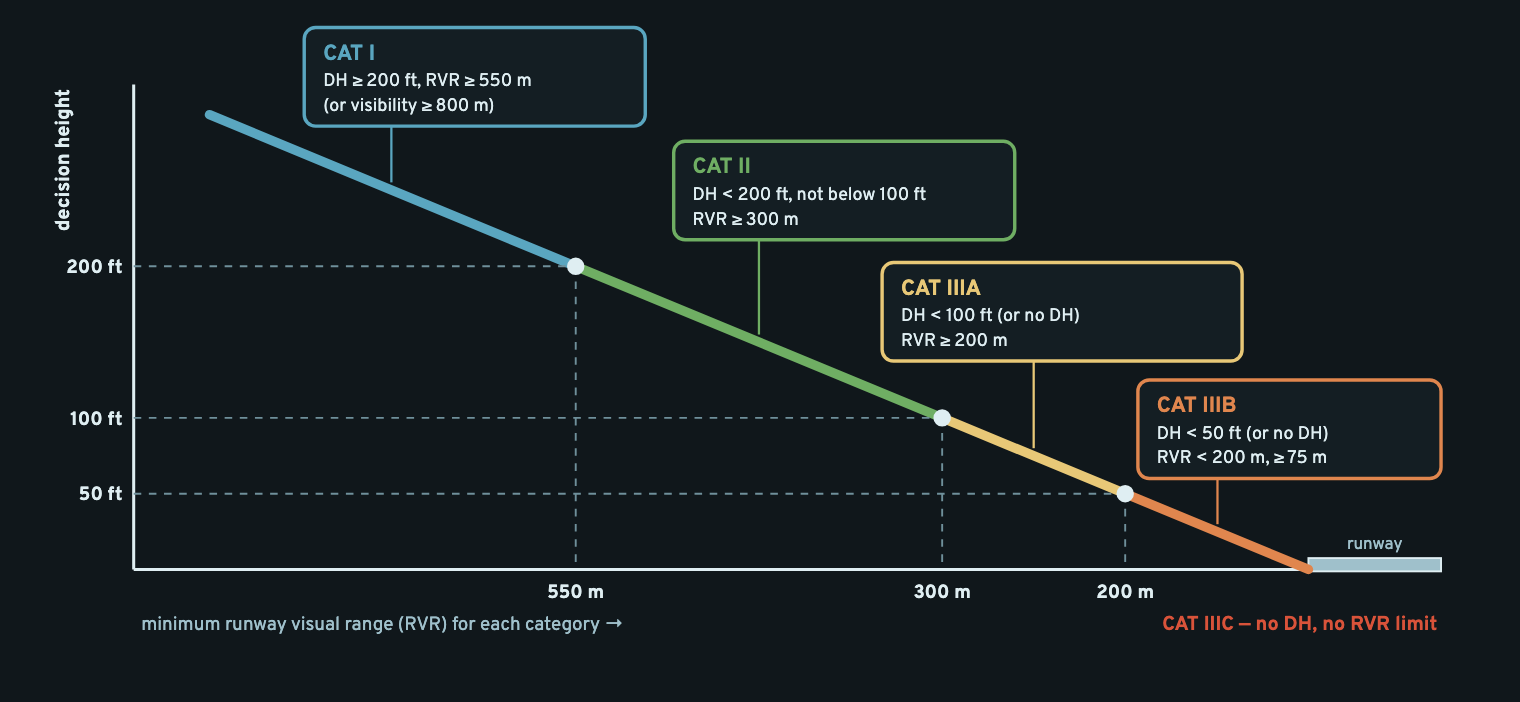 CAT I
DH ≥ 200 ft, RVR ≥ 550 m
(or visibility ≥ 800 m)
decision height
CAT II
DH < 200 ft, not below 100 ft
RVR ≥ 300 m
200 ft
CAT IIIA
DH < 100 ft (or no DH)
RVR ≥ 200 m
CAT IIIB
DH < 50 ft (or no DH)
RVR < 200 m, ≥ 75 m
100 ft
50 ft
runway
550 m
300 m
200 m
minimum runway visual range (RVR) for each category →
CAT IIIC – no DH, no RVR limit